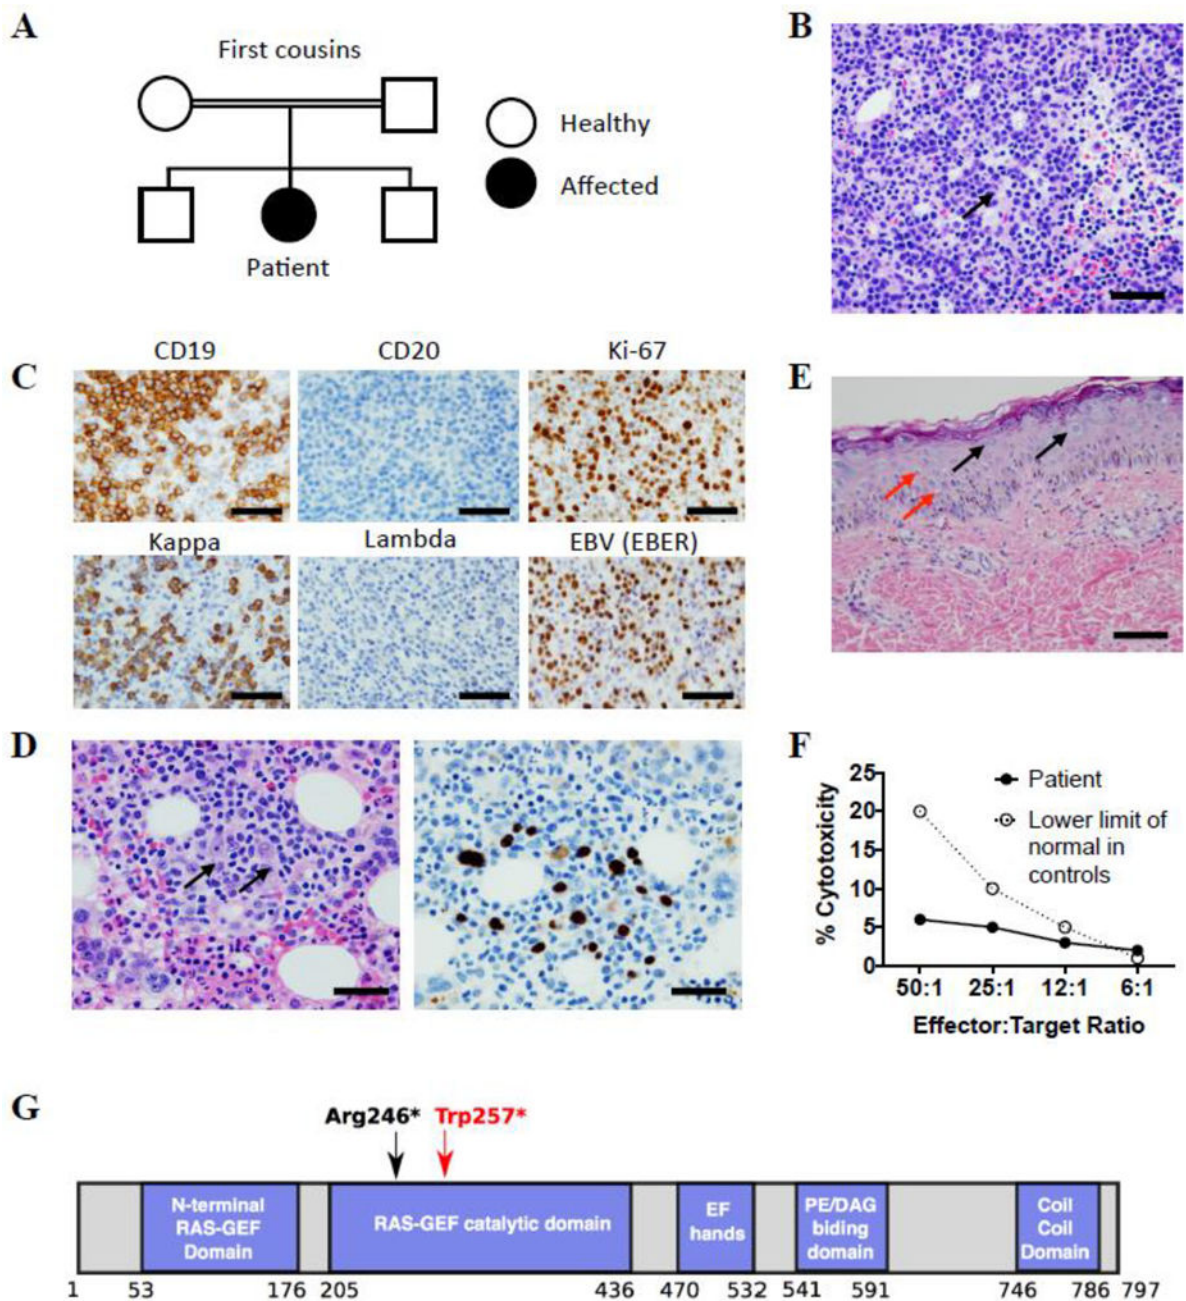 A
First cousins
Healthy
Affected
Patient
B
C
CD19
CD20
Ki-67
Kappa
Lambda
EBV (EBER)
D
E
F
25
20
15
10
5
0
% Cytotoxicity
Patient
Lower limit of
normal in
controls
50:1 25:1 12:1 6:1
Effector:Target Ratio
G
Arg246* Trp257*
N-terminal
RAS-GEF
Domain
RAS-GEF catalytic domain
EF
hands
PE/DAG
biding
domain
Coil
Coil
Domain
1 53 176 205 436 470 532 541 591 746 786 797